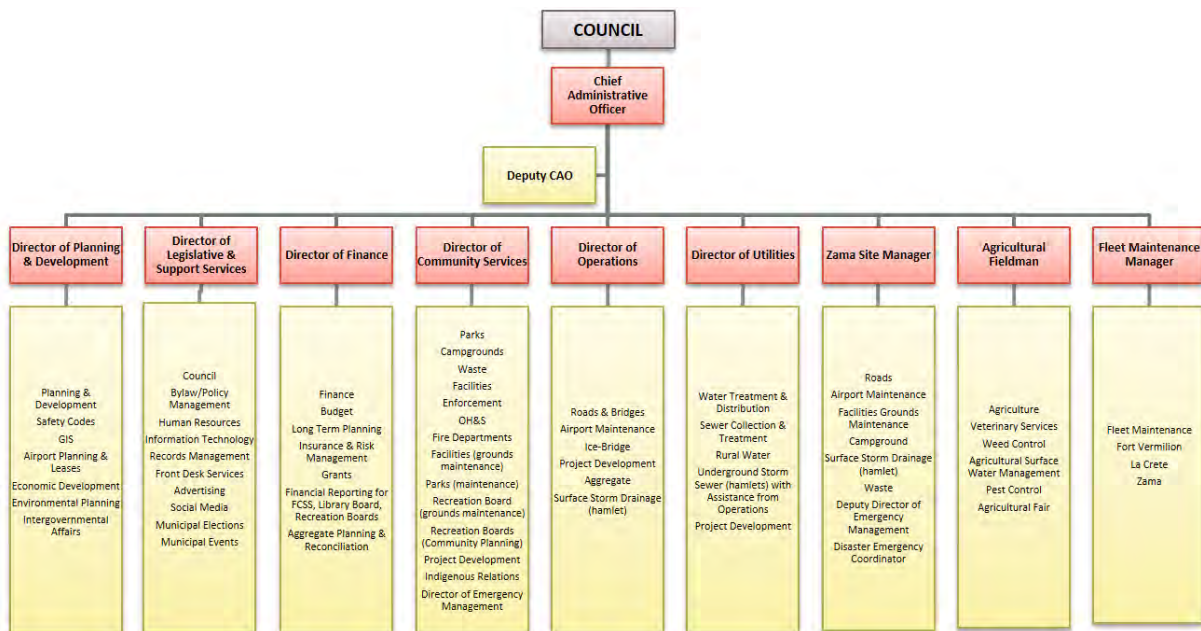 COUNCIL
Chief
Administrative
Officer
Deputy CAO
Director of Planning
& Development
Director of
Legislative &
Support Services
Director of Finance
Director of
Community Services
Director of
Operations
Director of Utilities
Zama Site Manager
Agricultural
Fieldman
Fleet Maintenance
Manager
Planning &
Development
Safety Codes
GIS
Airport Planning &
Leases
Economic Development
Environmental Planning
Intergovernmental
Affairs
Council
Bylaw/Policy
Management
Human Resources
Information Technology
Records Management
Front Desk Services
Advertising
Social Media
Municipal Elections
Municipal Events
Finance
Budget
Long Term Planning
Insurance & Risk
Management
Grants
Financial Reporting for
FCSS, Library Board,
Recreation Boards
Aggregate Planning &
Reconciliation
Parks
Campgrounds
Waste
Facilities
Enforcement
OH&S
Fire Departments
Facilities (grounds
maintenance)
Parks (maintenance)
Recreation Board
(grounds maintenance)
Recreation Boards
(Community Planning)
Project Development
Indigenous Relations
Director of Emergency
Management
Roads & Bridges
Airport Maintenance
Ice-Bridge
Project Development
Aggregate
Surface Storm Drainage
(hamlet)
Water Treatment &
Distribution
Sewer Collection &
Treatment
Rural Water
Underground Storm
Sewer (hamlets) with
Assistance from
Operations
Project Development
Roads
Airport Maintenance
Facilities Grounds
Maintenance
Campground
Surface Storm Drainage
(hamlet)
Waste
Deputy Director of
Emergency
Management
Disaster Emergency
Coordinator
Agriculture
Veterinary Services
Weed Control
Agricultural Surface
Water Management
Pest Control
Agricultural Fair
Fleet Maintenance
Fort Vermilion
La Crete
Zama